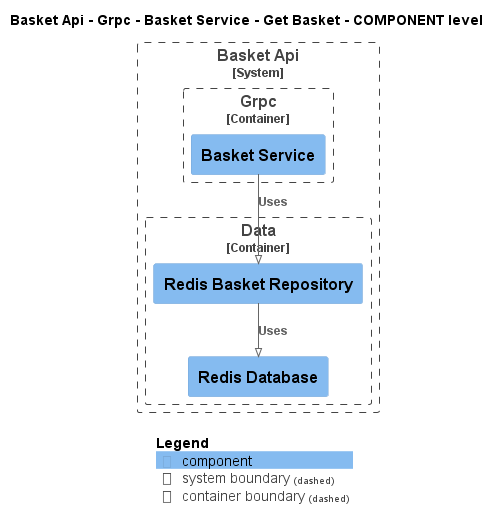 Basket Api - Grpc - Basket Service - Get Basket - COMPONENT level
Basket Api
[System]
Grpc
[Container]
Basket Service
Uses
Data
[Container]
Redis Basket Repository
Uses
Redis Database
Legend
component
system boundary (dashed)
container boundary (dashed)